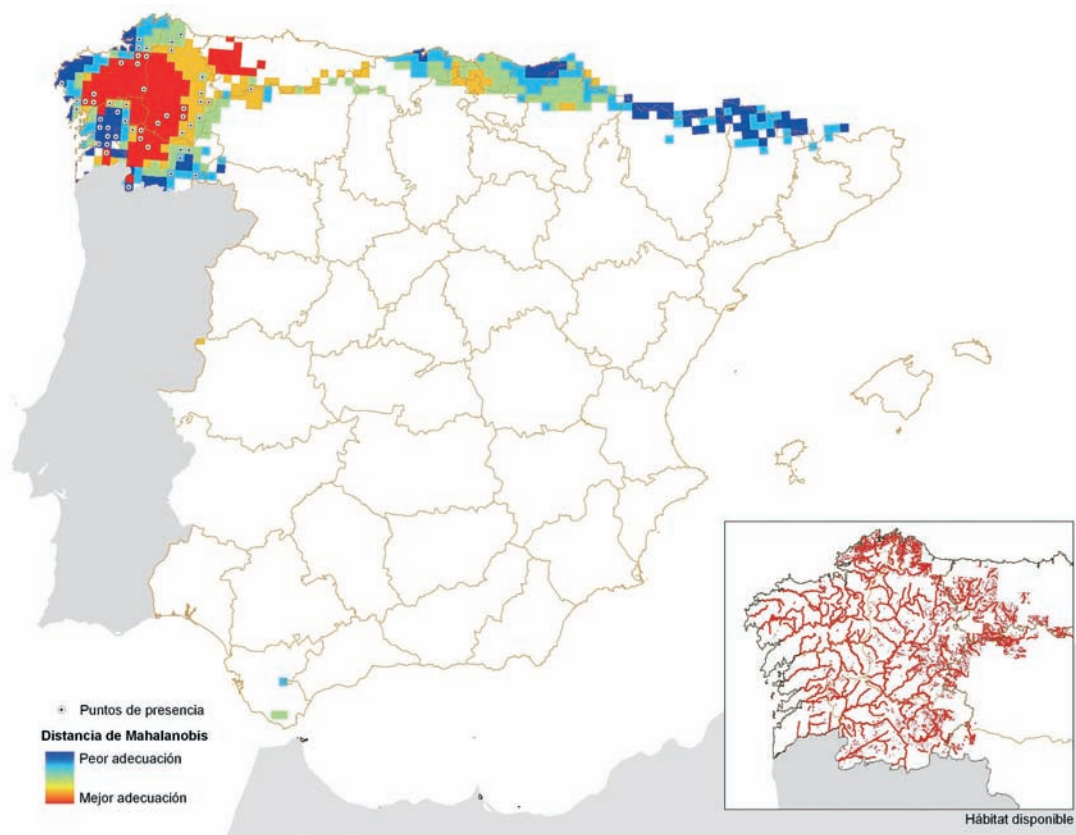 Puntos de presencia
Distancia de Mahalanobis
Peor adecuación
Mejor adecuación
Hábitat disponible